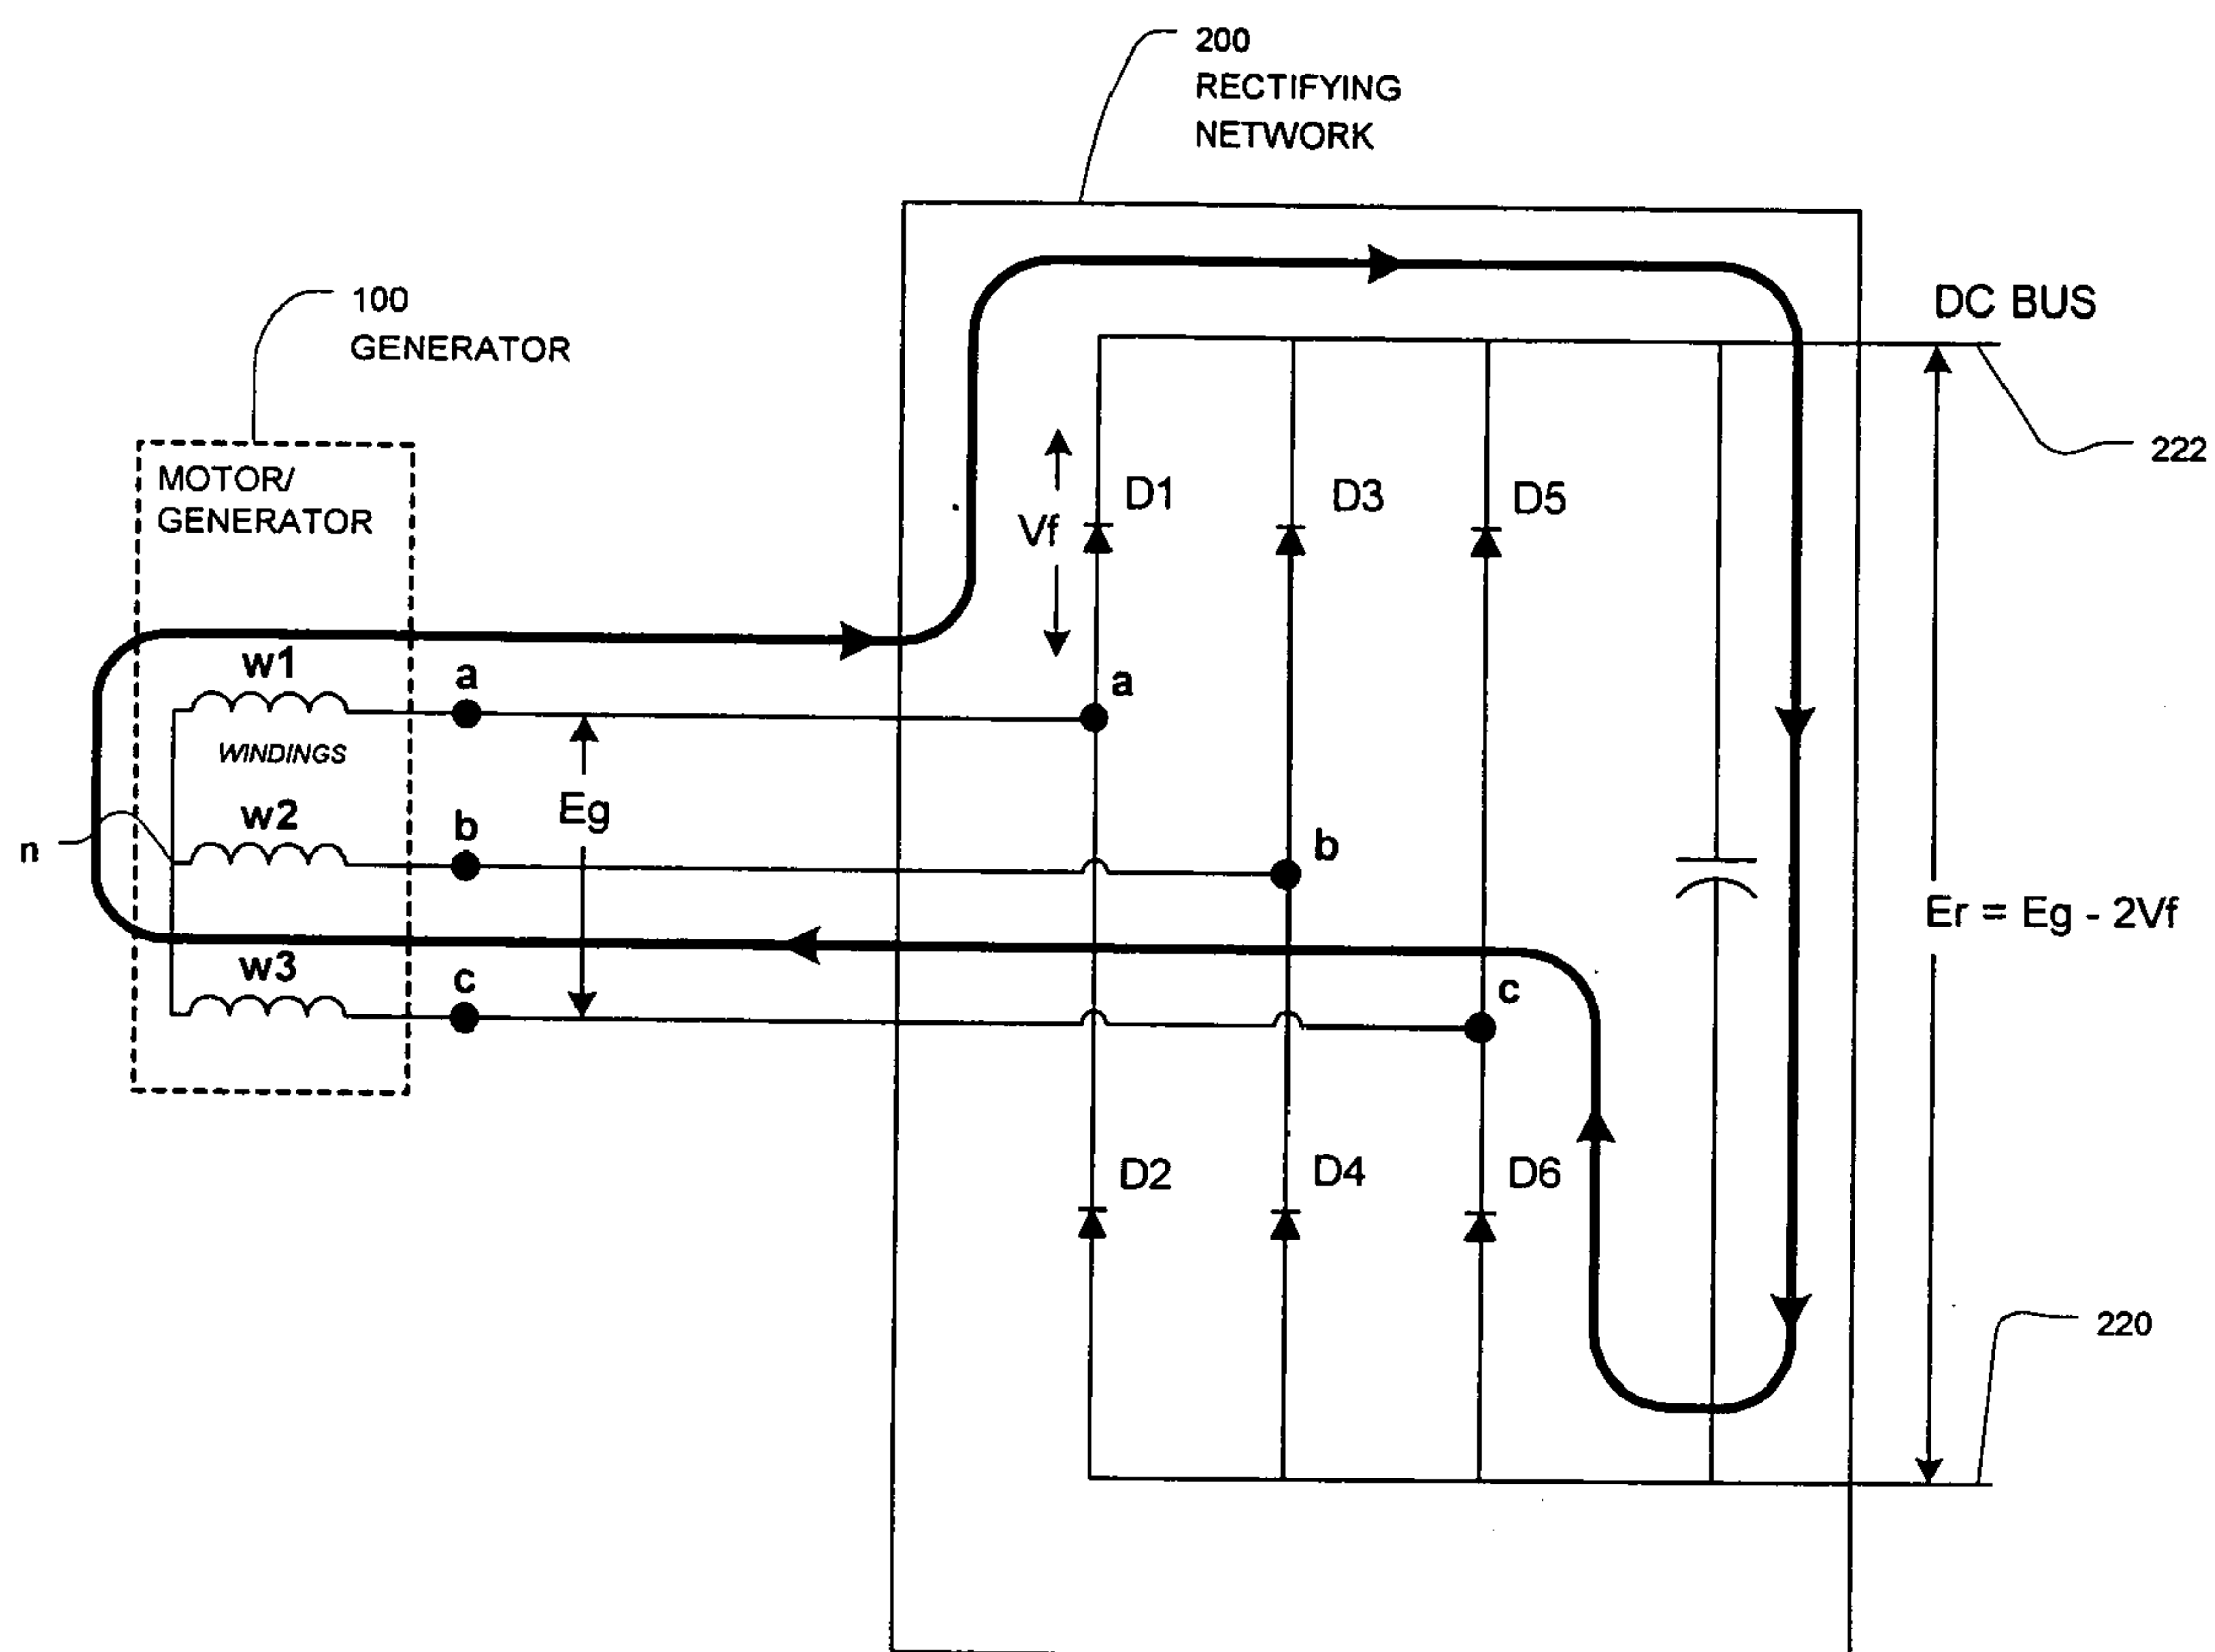 200
RECTIFYING
NETWORK
100
GENERATOR
DC BUS
222
MOTOR/
GENERATOR
Vf
D1
D3
D5
w1
a
a
WINDINGS
Eg
w2
b
b
n
Er = Eg - 2Vf
w3
c
c
D2
D4
D6
220